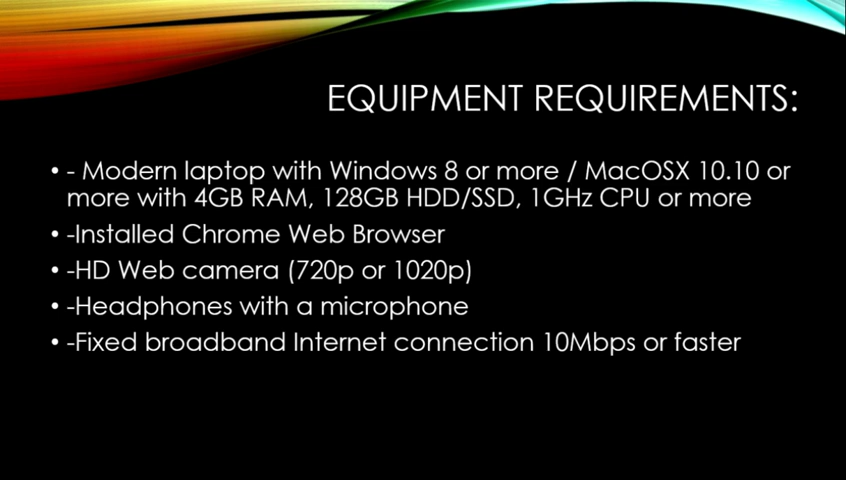 EQUIPMENT REQUIREMENTS:
• - Modern laptop with Windows 8 or more / MacOSX 10.10 or
more with 4GB RAM, 128GB HDD/SSD, 1GHz CPU or more
• -Installed Chrome Web Browser
• -HD Web camera (720p or 1020p)
• -Headphones with a microphone
• -Fixed broadband Internet connection 10Mbps or faster